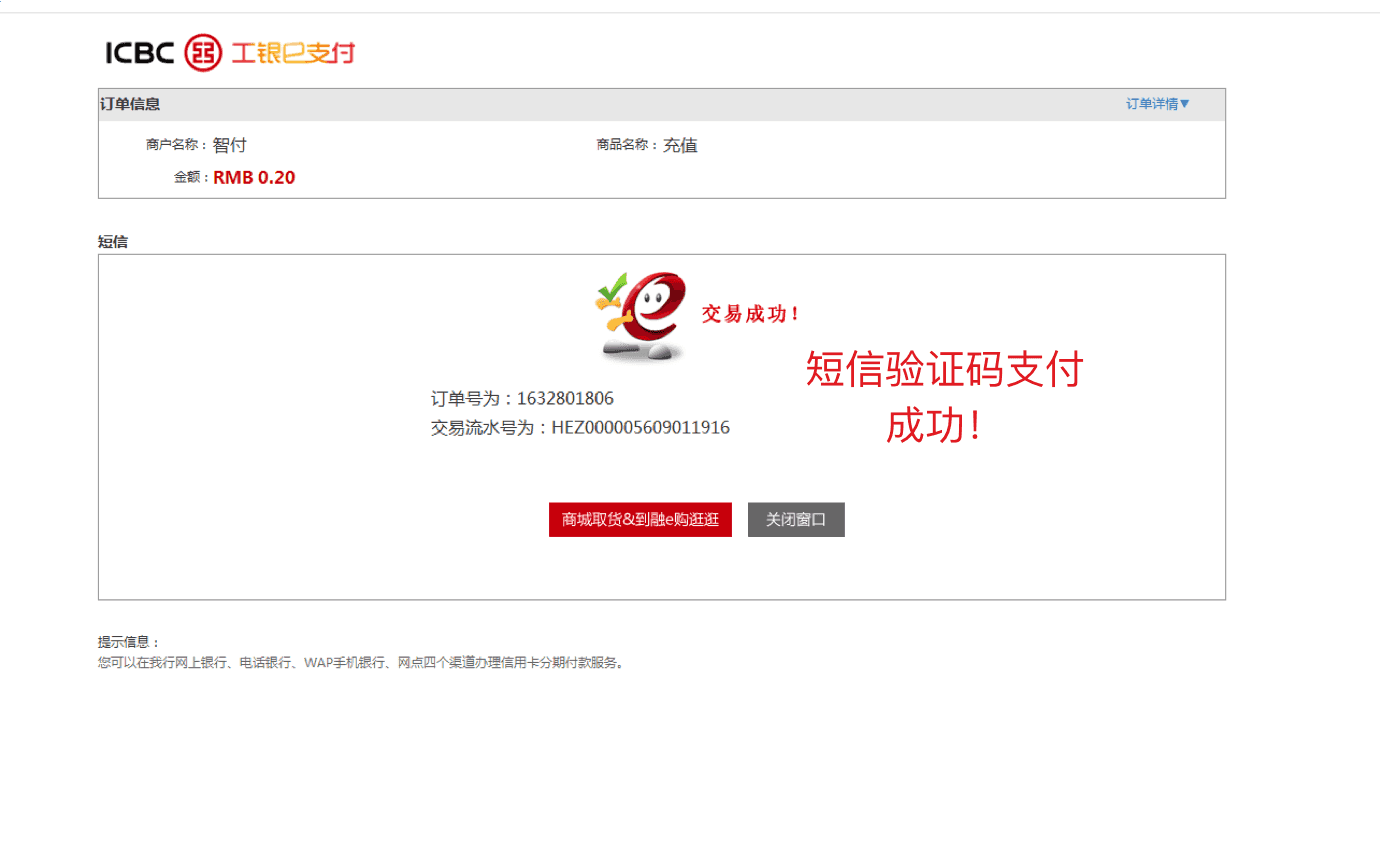 ICBC 工银e支付
订单信息 订单详情▼
商户名称：智付 商品名称：充值
金额：RMB 0.20
短信
交易成功！
短信验证码支付
成功！
订单号为：1632801806
交易流水号为：HEZ000005609011916
商城取货&到融e购逛逛 关闭窗口
提示信息：
您可以在我行网上银行、电话银行、WAP手机银行、网点四个渠道办理信用卡分期付款服务。